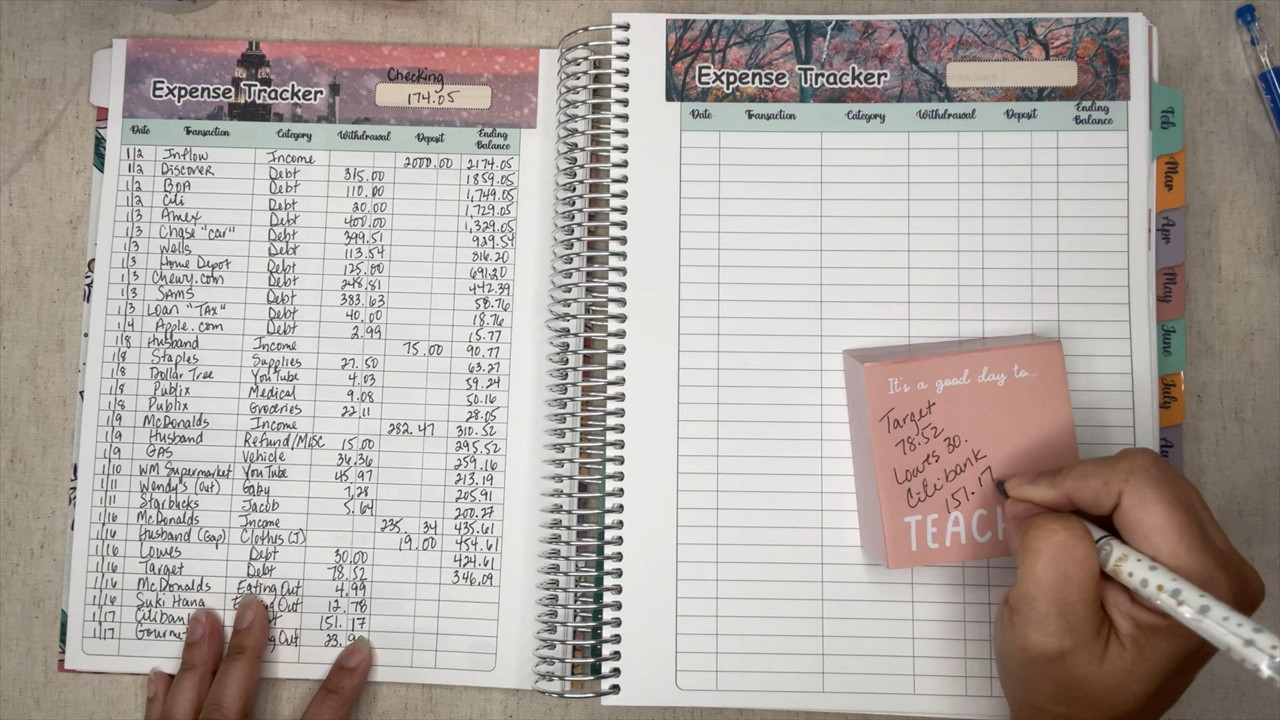 Checking
Expense Tracker
174.05
Date Transaction Category Withdrawal Deposit Ending Balance
1/2 Inflow Income 2000.00 2174.05
1/2 Discover Debt 315.00 1859.05
1/2 BOA Debt 110.00 1,749.05
1/2 Citi Debt 20.00 1,729.05
1/3 Amex Debt 400.00 1,329.05
1/3 Chase "car" Debt 399.51 929.54
1/3 Wells Debt 113.54 816.20
1/3 Home Depot Debt 125.00 691.20
1/3 Chewy.com Debt 248.81 442.39
1/3 SAMS Debt 383.63 58.76
1/3 Loan "TAX" Debt 40.00 18.76
1/4 Apple.com Debt 2.99 15.77
1/8 Husband Income 75.00 90.77
1/8 Staples Supplies 27.50 63.27
1/8 Dollar Tree YouTube 4.03 59.24
1/8 Publix Medical 9.08 50.16
1/8 Publix Groceries 22.11 28.05
1/9 McDonalds Income 282.47 310.52
1/9 Husband Refund/Misc 15.00 295.52
1/9 GAS Vehicle 36.36 259.16
1/10 WM Supermarket YouTube 45.97 213.19
1/11 Wendy's (Out) Gaby 7.28 205.91
1/11 Starbucks Jacob 5.64 200.27
1/16 McDonalds Income 235.34 435.61
1/16 Husband (Gap) Clothes (J) 19.00 454.61
1/16 Lowes Debt 30.00 424.61
1/16 Target Debt 78.52 346.09
1/16 McDonalds Eating Out 4.99
1/16 Suki Hana Out 12.78
1/17 Citibank 151.17
1/17 Out 23.9
Expense Tracker
Date Transaction Category Withdrawal Deposit Ending Balance
It's a good day to...
Target
78.52
Lowes 30.
Citibank
151.17
TEACH
Feb
Mar
Apr
May
June
July